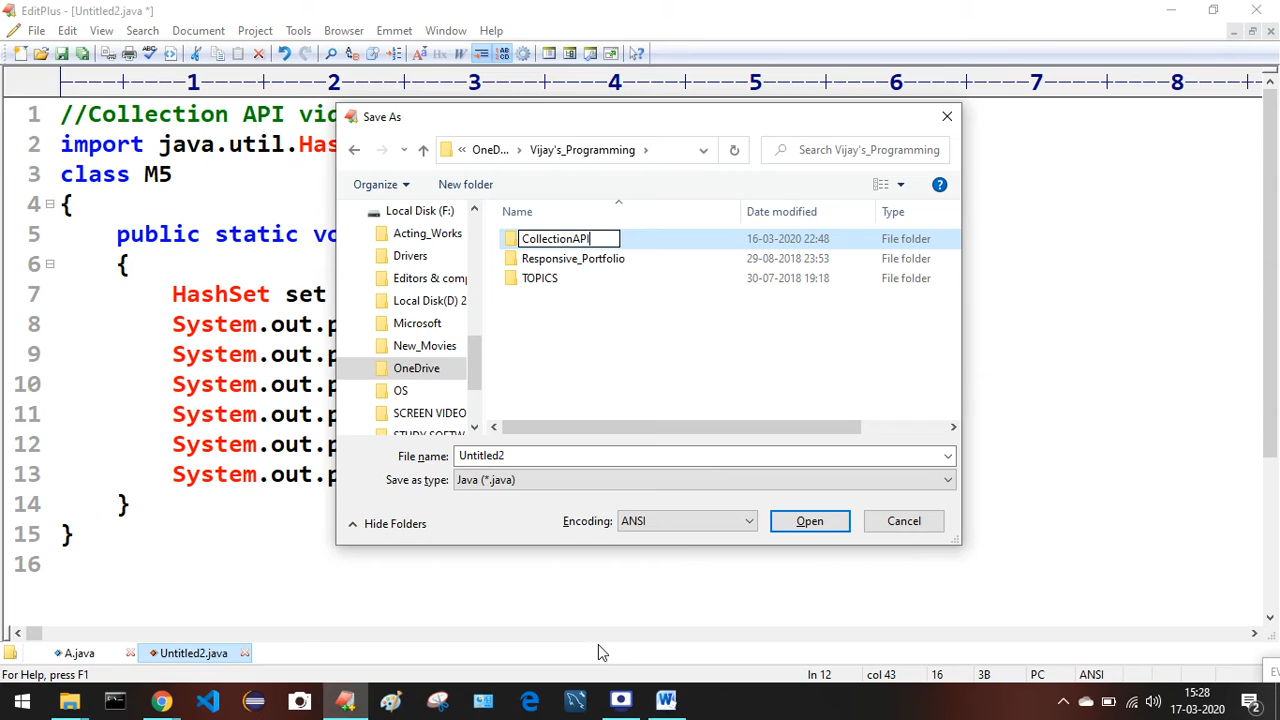 EditPlus - [Untitled2.java *]
File Edit View Search Document Project Tools Browser Emmet Window Help
----+----1----+----2----+----3----+----4----+----5----+----6----+----7----+----8----
1 //Collection API vid
2 import java.util.Has
3 class M5
4 {
5 public static vo
6 {
7 HashSet set
8 System.out.p
9 System.out.p
10 System.out.p
11 System.out.p
12 System.out.p
13 System.out.p
14 }
15 }
16
Save As
« OneD... › Vijay's_Programming ›
Search Vijay's_Programming
Organize New folder
Name Date modified Type
Local Disk (F:)
Acting_Works
Drivers
Editors & comp
Local Disk(D) 2
Microsoft
New_Movies
OneDrive
OS
SCREEN VIDEO
STUDY SOFTW
CollectionAPI 16-03-2020 22:48 File folder
Responsive_Portfolio 29-08-2018 23:53 File folder
TOPICS 30-07-2018 19:18 File folder
File name: Untitled2
Save as type: Java (*.java)
Hide Folders Encoding: ANSI Open Cancel
A.java Untitled2.java
For Help, press F1 ln 12 col 43 16 3B PC ANSI
15:28
17-03-2020
2